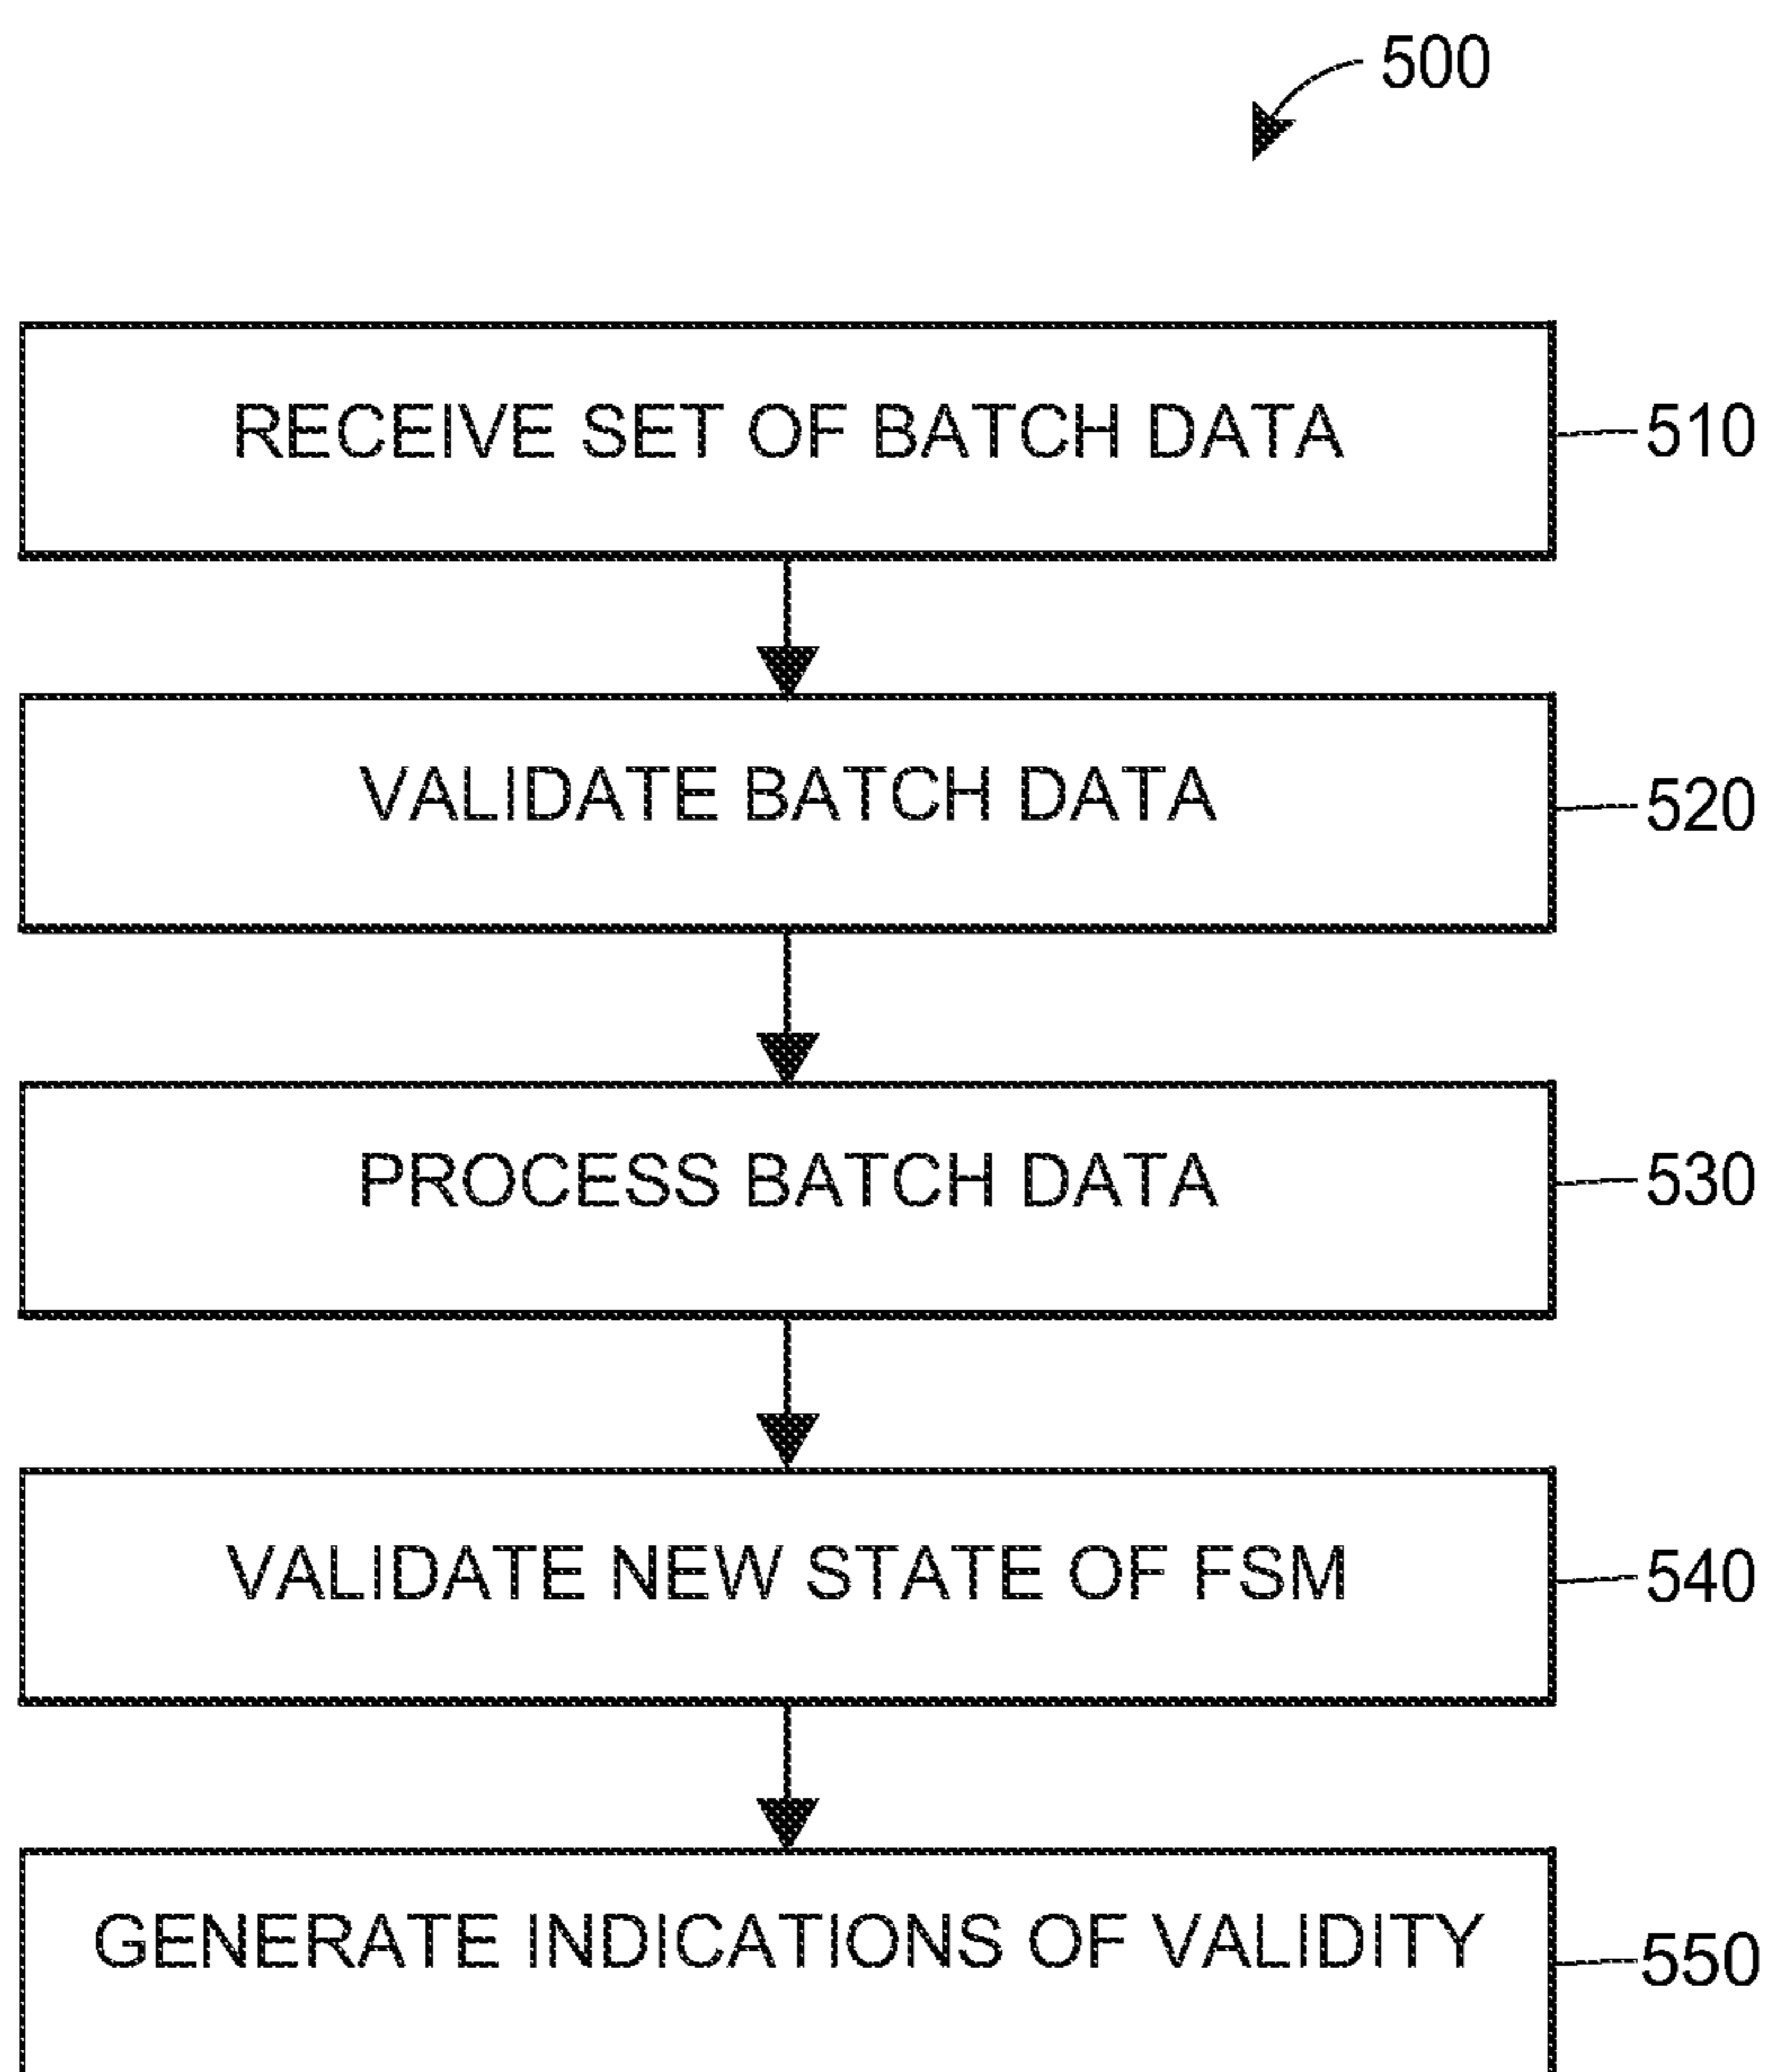 500
RECEIVE SET OF BATCH DATA
510
VALIDATE BATCH DATA
520
PROCESS BATCH DATA
530
VALIDATE NEW STATE OF FSM
540
GENERATE INDICATIONS OF VALIDITY
550